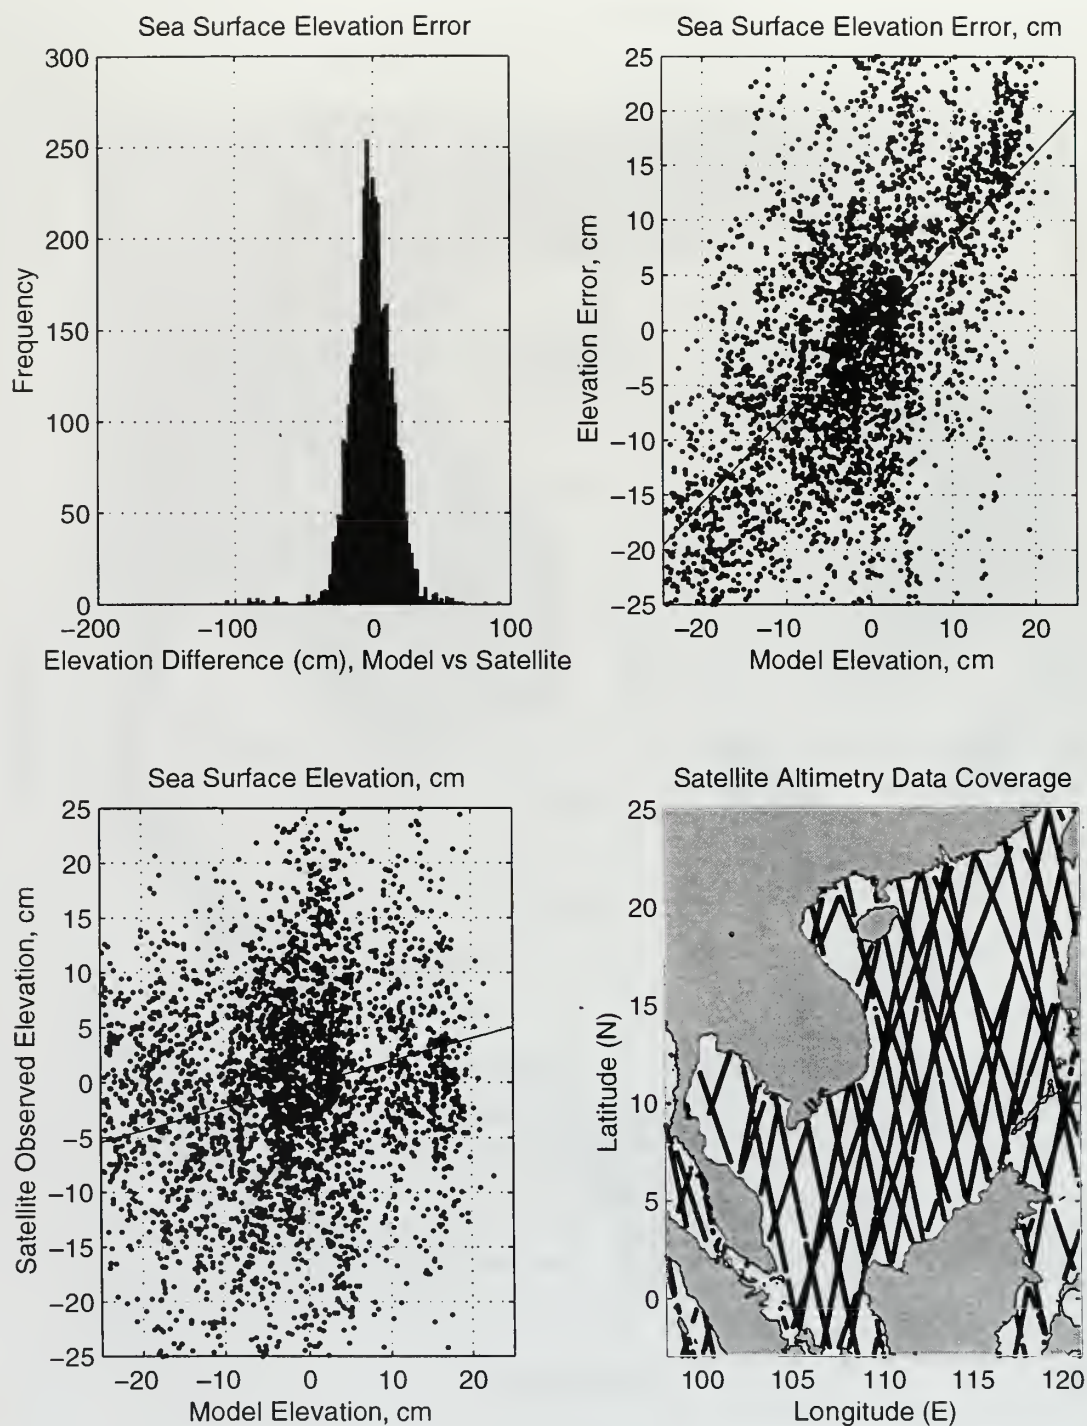 Sea Surface Elevation Error
300
250
200
150
100
50
0
Frequency
−200 −100 0 100
Elevation Difference (cm), Model vs Satellite
Sea Surface Elevation Error, cm
25
20
15
10
5
0
−5
−10
−15
−20
−25
Elevation Error, cm
−20 −10 0 10 20
Model Elevation, cm
Sea Surface Elevation, cm
25
20
15
10
5
0
−5
−10
−15
−20
−25
Satellite Observed Elevation, cm
−20 −10 0 10 20
Model Elevation, cm
Satellite Altimetry Data Coverage
25
20
15
10
5
0
Latitude (N)
100 105 110 115 120
Longitude (E)